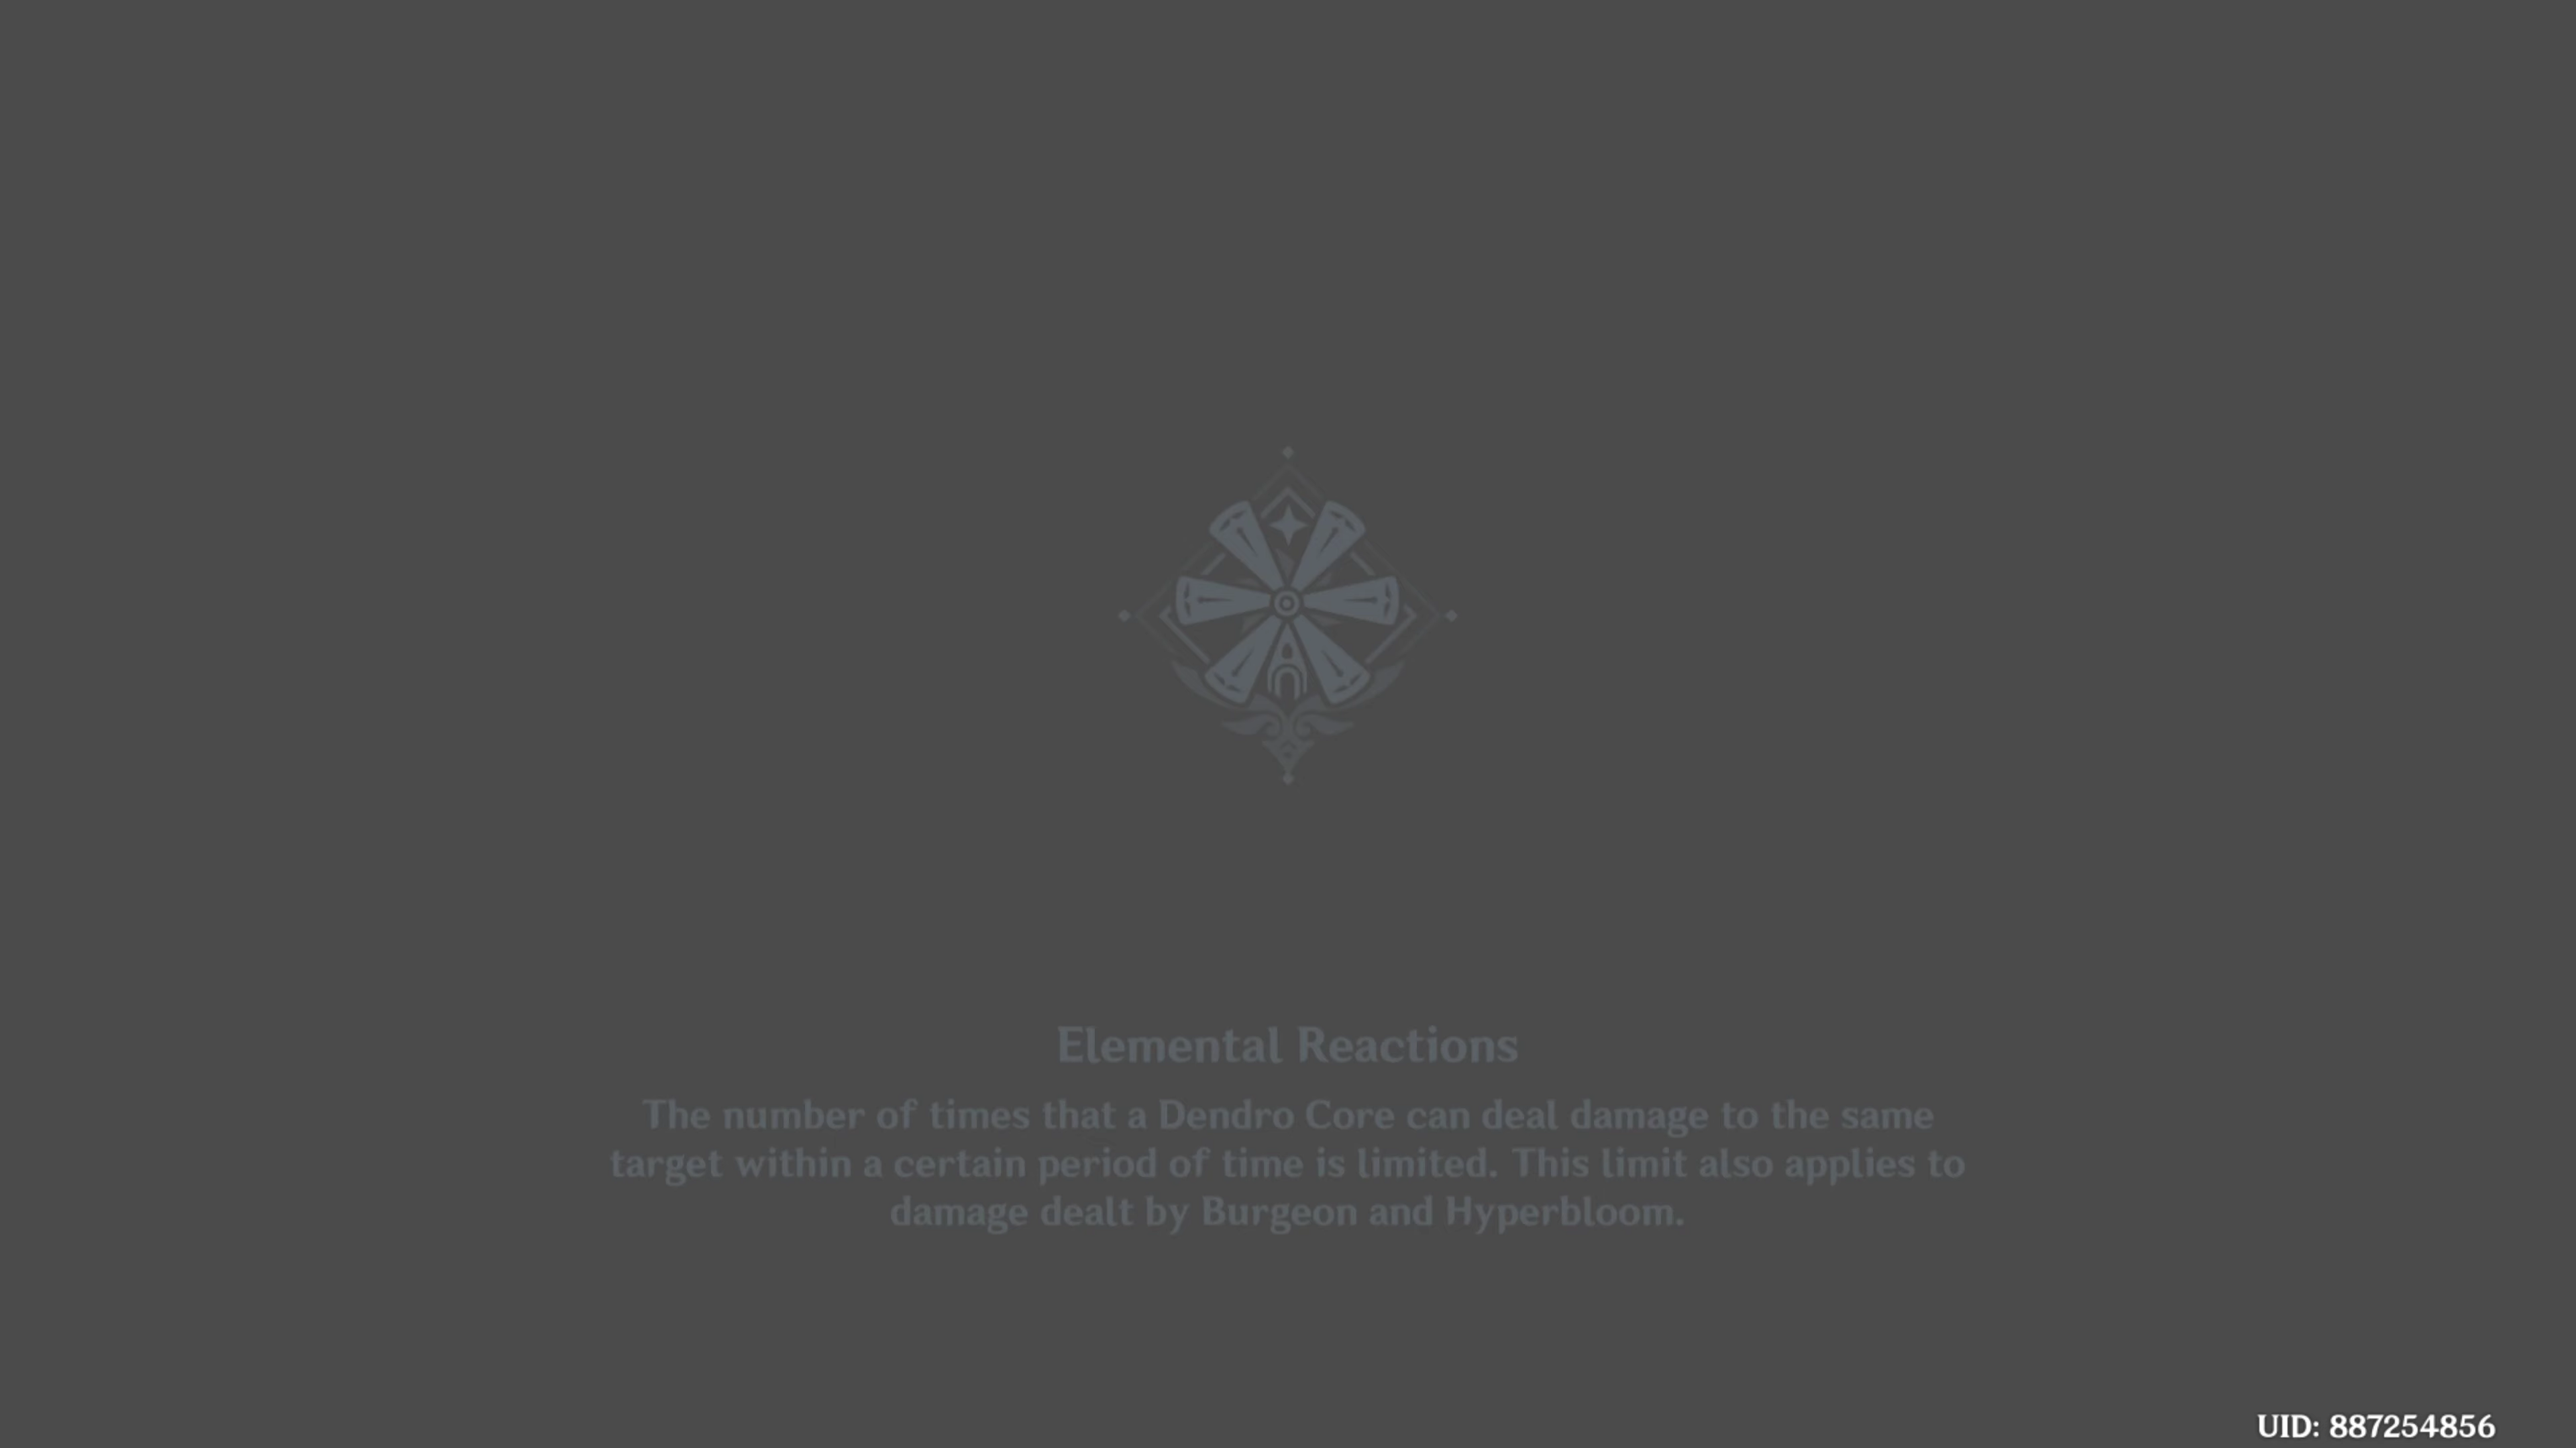 Elemental Reactions
The number of times that a Dendro Core can deal damage to the same
target within a certain period of time is limited. This limit also applies to
damage dealt by Burgeon and Hyperbloom.
UID: 887254856